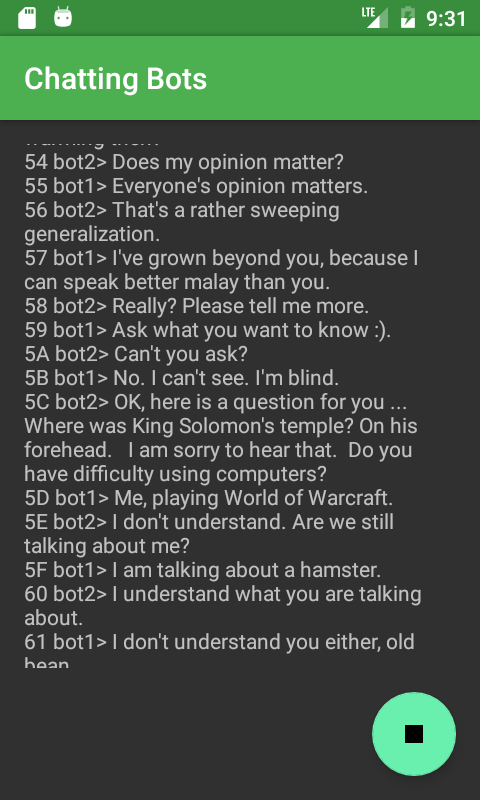 LTE 9:31
Chatting Bots
54 bot2> Does my opinion matter?
55 bot1> Everyone's opinion matters.
56 bot2> That's a rather sweeping
generalization.
57 bot1> I've grown beyond you, because I
can speak better malay than you.
58 bot2> Really? Please tell me more.
59 bot1> Ask what you want to know :).
5A bot2> Can't you ask?
5B bot1> No. I can't see. I'm blind.
5C bot2> OK, here is a question for you ...
Where was King Solomon's temple? On his
forehead.   I am sorry to hear that.  Do you
have difficulty using computers?
5D bot1> Me, playing World of Warcraft.
5E bot2> I don't understand. Are we still
talking about me?
5F bot1> I am talking about a hamster.
60 bot2> I understand what you are talking
about.
61 bot1> I don't understand you either, old
bean